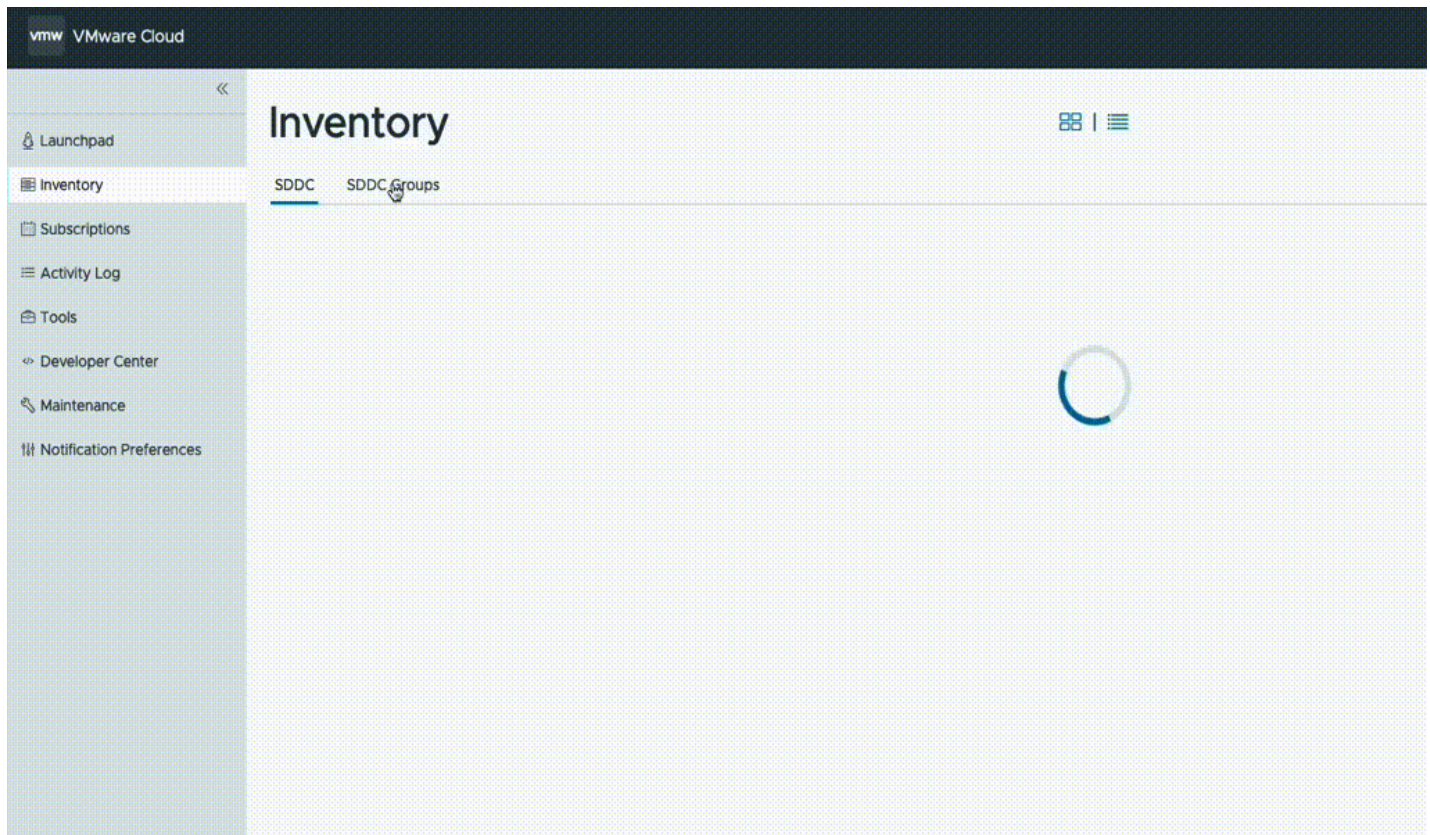 vmw VMware Cloud
Launchpad
Inventory
Subscriptions
Activity Log
Tools
Developer Center
Maintenance
Notification Preferences
Inventory
SDDC SDDC Groups